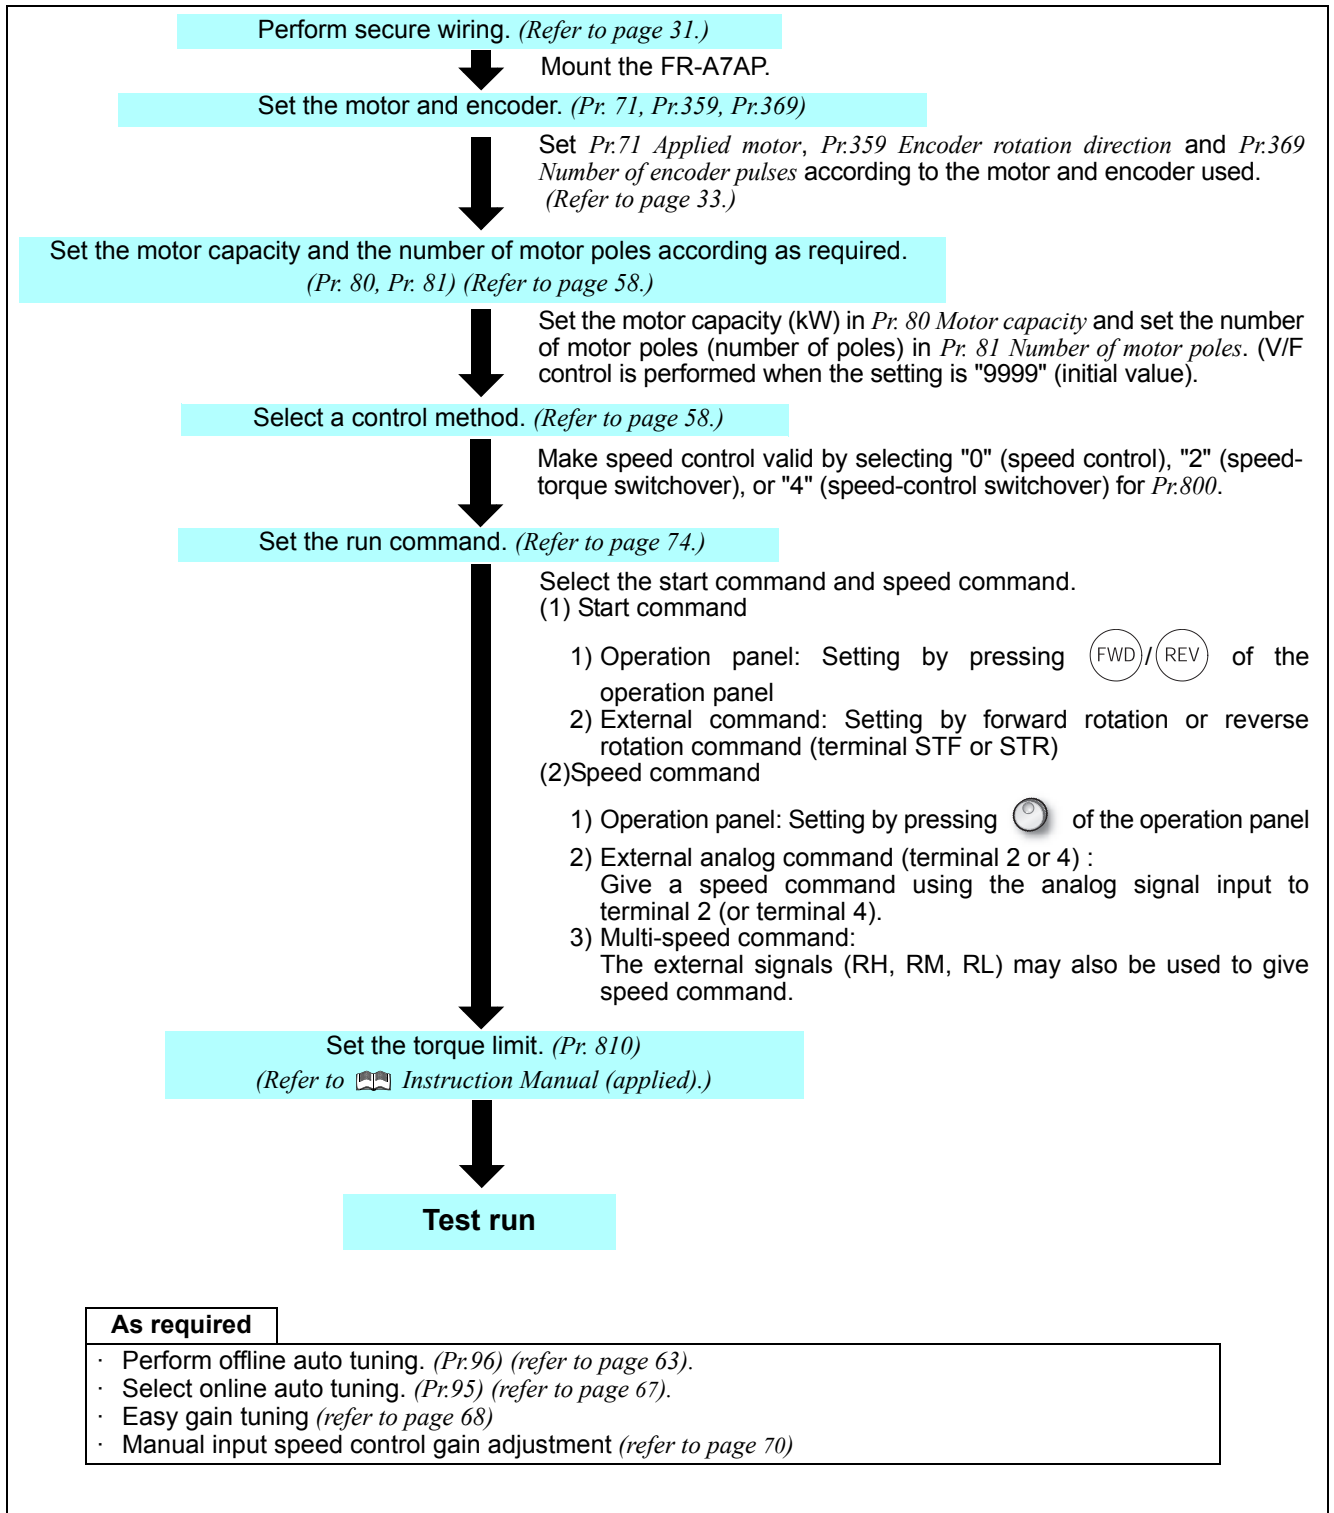 Perform secure wiring. (Refer to page 31.)
Mount the FR-A7AP.
Set the motor and encoder. (Pr. 71, Pr.359, Pr.369)
Set Pr.71 Applied motor, Pr.359 Encoder rotation direction and Pr.369
Number of encoder pulses according to the motor and encoder used.
(Refer to page 33.)
Set the motor capacity and the number of motor poles according as required.
(Pr. 80, Pr. 81) (Refer to page 58.)
Set the motor capacity (kW) in Pr. 80 Motor capacity and set the number
of motor poles (number of poles) in Pr. 81 Number of motor poles. (V/F
control is performed when the setting is "9999" (initial value).
Select a control method. (Refer to page 58.)
Make speed control valid by selecting "0" (speed control), "2" (speed-
torque switchover), or "4" (speed-control switchover) for Pr.800.
Set the run command. (Refer to page 74.)
Select the start command and speed command.
(1) Start command
1) Operation panel: Setting by pressing FWD/REV of the
operation panel
2) External command: Setting by forward rotation or reverse
rotation command (terminal STF or STR)
(2)Speed command
1) Operation panel: Setting by pressing of the operation panel
2) External analog command (terminal 2 or 4) :
Give a speed command using the analog signal input to
terminal 2 (or terminal 4).
3) Multi-speed command:
The external signals (RH, RM, RL) may also be used to give
speed command.
Set the torque limit. (Pr. 810)
(Refer to Instruction Manual (applied).)
Test run
As required
· Perform offline auto tuning. (Pr.96) (refer to page 63).
· Select online auto tuning. (Pr.95) (refer to page 67).
· Easy gain tuning (refer to page 68)
· Manual input speed control gain adjustment (refer to page 70)